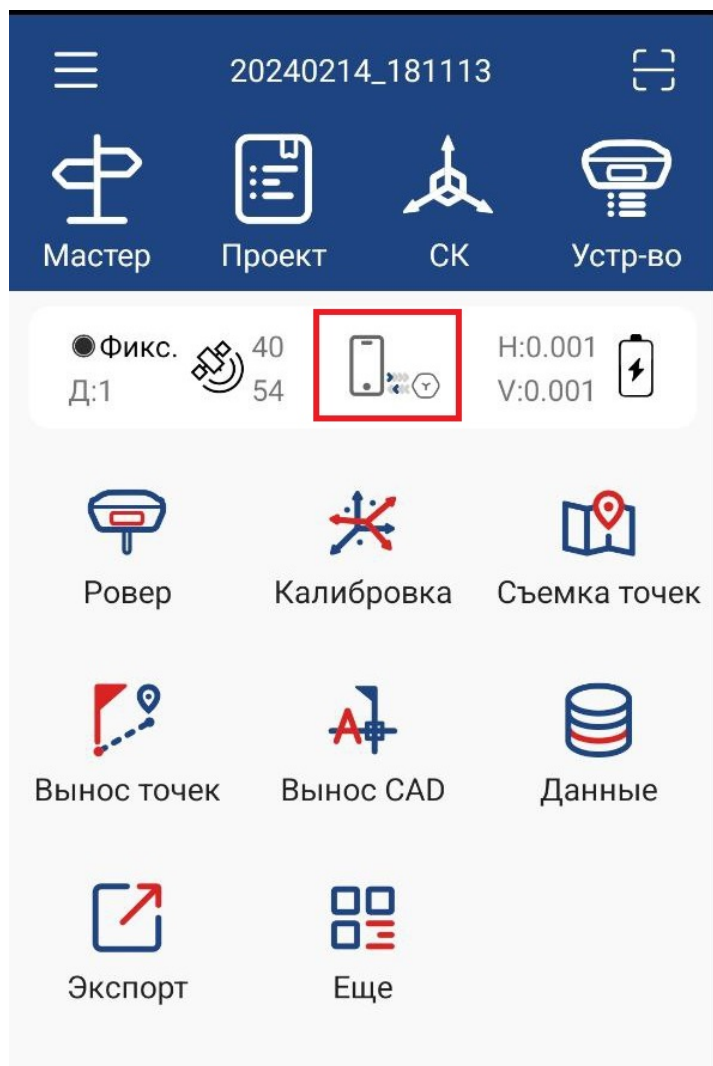 20240214_181113
Мастер Проект СК Устр-во
Фикс. 40 H:0.001
Д:1 54 V:0.001
Ровер Калибровка Съемка точек
Вынос точек Вынос CAD Данные
Экспорт Еще